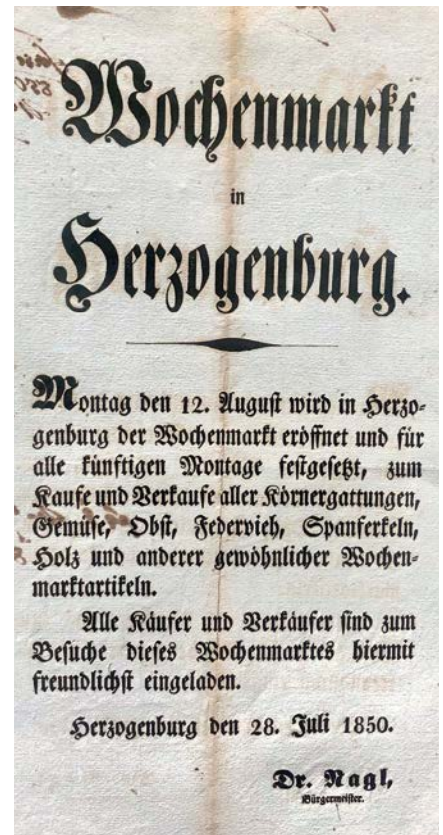 Wochenmarkt
in
Herzogenburg.
Montag den 12. August wird in Herzo-
genburg der Wochenmarkt eröffnet und für
alle künftigen Montage festgesetzt, zum
Kaufe und Verkaufe aller Körnergattungen,
Gemüse, Obst, Federvieh, Spanferkeln,
Holz und anderer gewöhnlicher Wochen-
marktartikeln.
Alle Käufer und Verkäufer sind zum
Besuche dieses Wochenmarktes hiermit
freundlichst eingeladen.
Herzogenburg den 28. Juli 1850.
Dr. Nagl,
Bürgermeister.